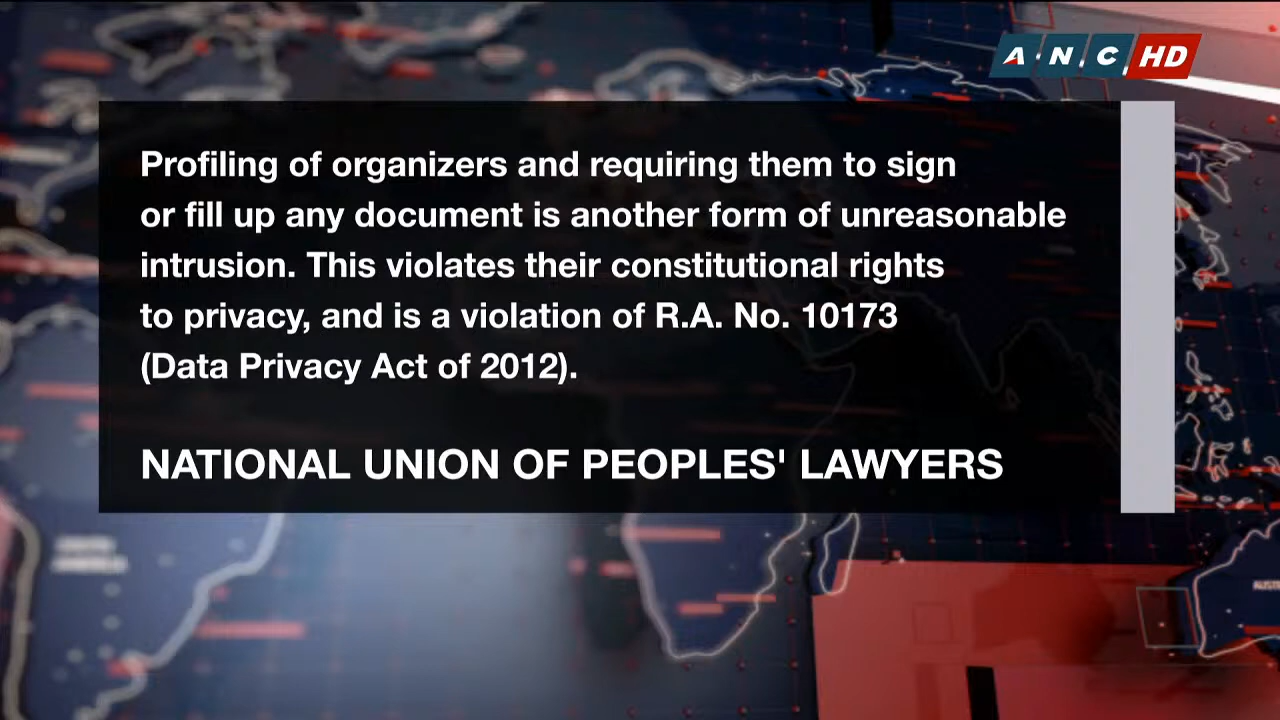 A.N.C. HD
Profiling of organizers and requiring them to sign
or fill up any document is another form of unreasonable
intrusion. This violates their constitutional rights
to privacy, and is a violation of R.A. No. 10173
(Data Privacy Act of 2012).
NATIONAL UNION OF PEOPLES' LAWYERS